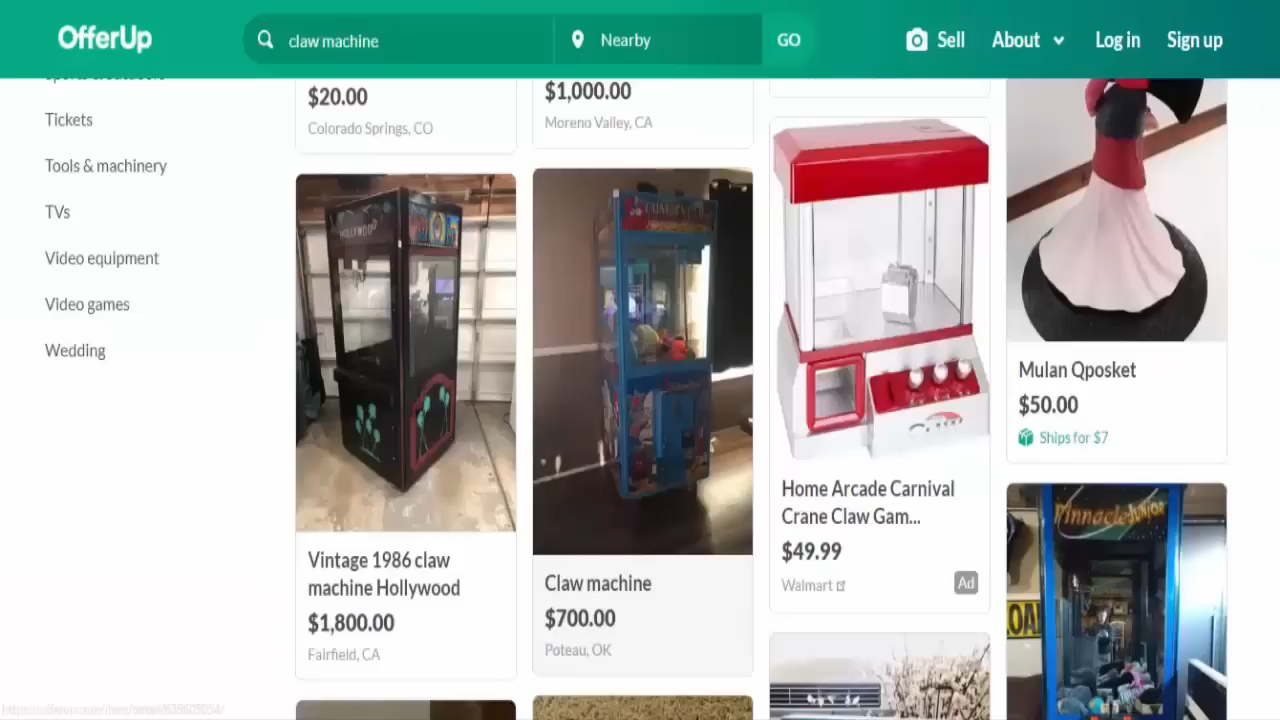 OfferUp
claw machine
Nearby
GO
Sell
About
Log in
Sign up
Tickets
Tools & machinery
TVs
Video equipment
Video games
Wedding
$20.00
Colorado Springs, CO
HOLLYWOOD
Vintage 1986 claw
machine Hollywood
$1,800.00
Fairfield, CA
$1,000.00
Moreno Valley, CA
Claw machine
$700.00
Poteau, OK
CLAW
Home Arcade Carnival
Crane Claw Gam...
$49.99
Walmart
Ad
Mulan Qposket
$50.00
Ships for $7
Pinnacle JUNIOR